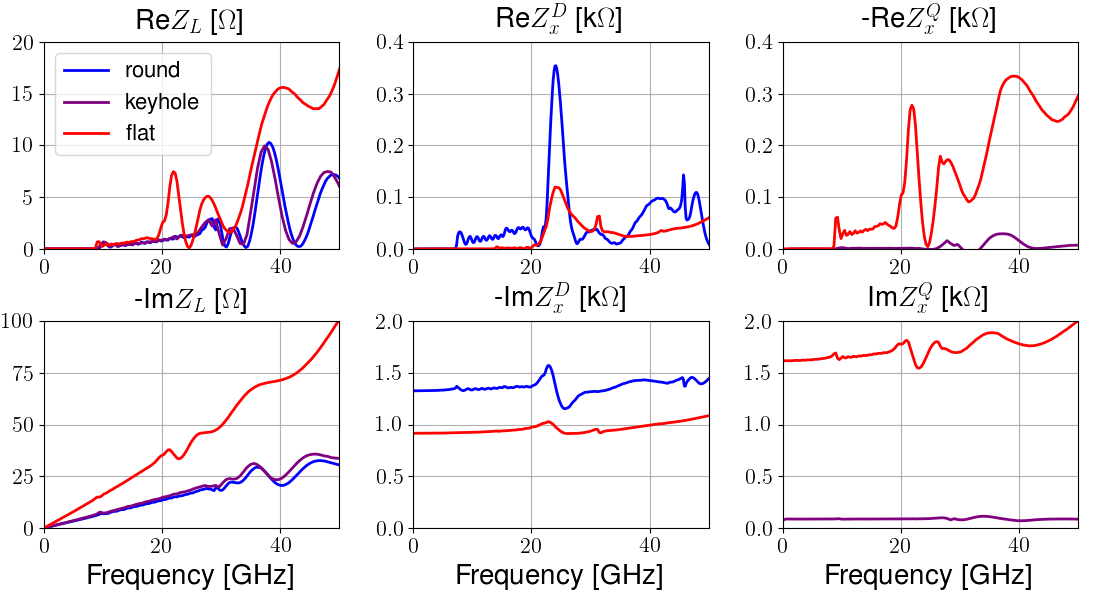 ReZ_L [Ω]
ReZ_x^D [kΩ]
-ReZ_x^Q [kΩ]
20
15
10
5
0
round
keyhole
flat
0 20 40
0.4
0.3
0.2
0.1
0.0
0 20 40
0.4
0.3
0.2
0.1
0.0
0 20 40
-ImZ_L [Ω]
-ImZ_x^D [kΩ]
ImZ_x^Q [kΩ]
100
75
50
25
0
0 20 40
Frequency [GHz]
2.0
1.5
1.0
0.5
0.0
0 20 40
Frequency [GHz]
2.0
1.5
1.0
0.5
0.0
0 20 40
Frequency [GHz]